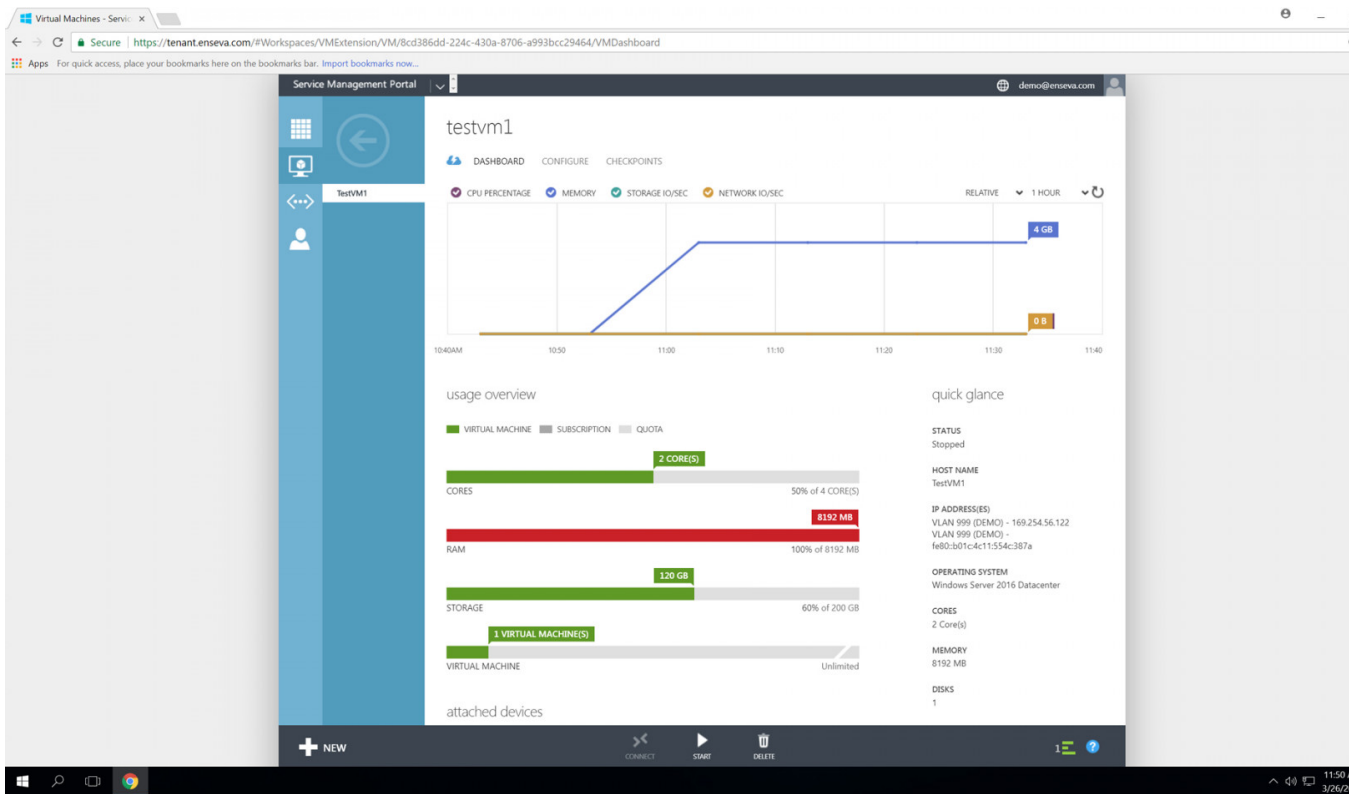 Virtual Machines - Servic
Secure | https://tenant.enseva.com/#Workspaces/VMExtension/VM/8cd386dd-224c-430a-8706-a993bcc29464/VMDashboard
Apps For quick access, place your bookmarks here on the bookmarks bar. Import bookmarks now...
Service Management Portal
demo@enseva.com
testvm1
DASHBOARD CONFIGURE CHECKPOINTS
TestVM1
CPU PERCENTAGE MEMORY STORAGE IO/SEC NETWORK IO/SEC RELATIVE 1 HOUR
4 GB
0 B
10:40AM 10:50 11:00 11:10 11:20 11:30 11:40
usage overview
VIRTUAL MACHINE SUBSCRIPTION QUOTA
2 CORE(S)
CORES 50% of 4 CORE(S)
8192 MB
RAM 100% of 8192 MB
120 GB
STORAGE 60% of 200 GB
1 VIRTUAL MACHINE(S)
VIRTUAL MACHINE Unlimited
attached devices
quick glance
STATUS
Stopped
HOST NAME
TestVM1
IP ADDRESS(ES)
VLAN 999 (DEMO) - 169.254.56.122
VLAN 999 (DEMO) -
fe80::b01c:4c11:554c:387a
OPERATING SYSTEM
Windows Server 2016 Datacenter
CORES
2 Core(s)
MEMORY
8192 MB
DISKS
1
NEW
CONNECT START DELETE
1
?
11:50
3/26/2